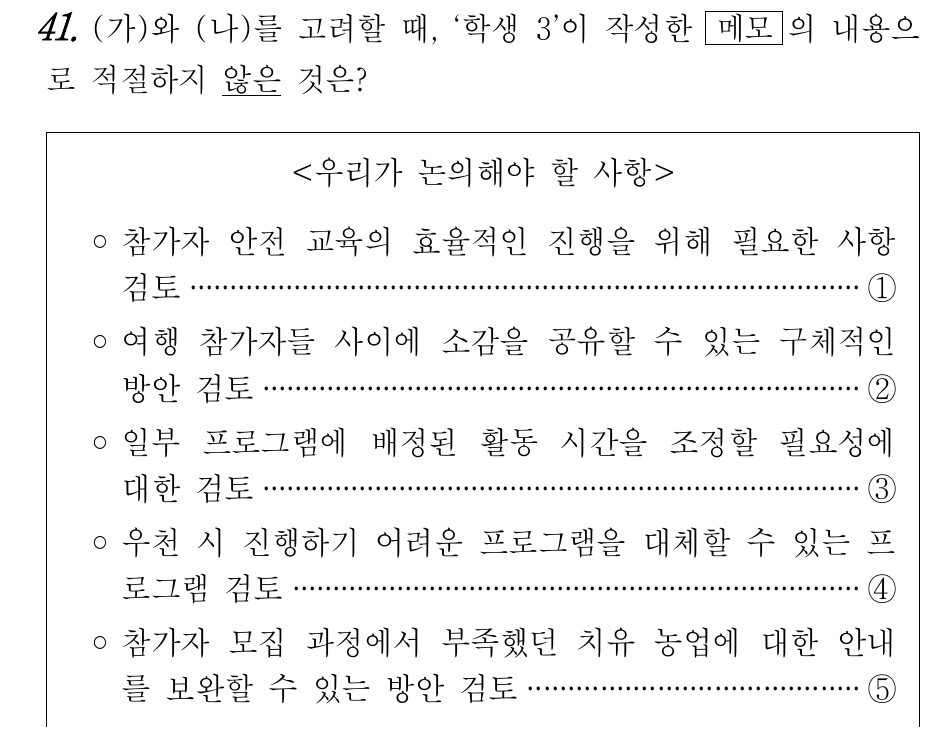 41. (가)와 (나)를 고려할 때, ‘학생 3’이 작성한 메모의 내용으
로 적절하지 않은 것은?
<우리가 논의해야 할 사항>
○ 참가자 안전 교육의 효율적인 진행을 위해 필요한 사항
검토 ························ ①
○ 여행 참가자들 사이에 소감을 공유할 수 있는 구체적인
방안 검토 ························ ②
○ 일부 프로그램에 배정된 활동 시간을 조정할 필요성에
대한 검토 ························ ③
○ 우천 시 진행하기 어려운 프로그램을 대체할 수 있는 프
로그램 검토 ························ ④
○ 참가자 모집 과정에서 부족했던 치유 농업에 대한 안내
를 보완할 수 있는 방안 검토 ························ ⑤